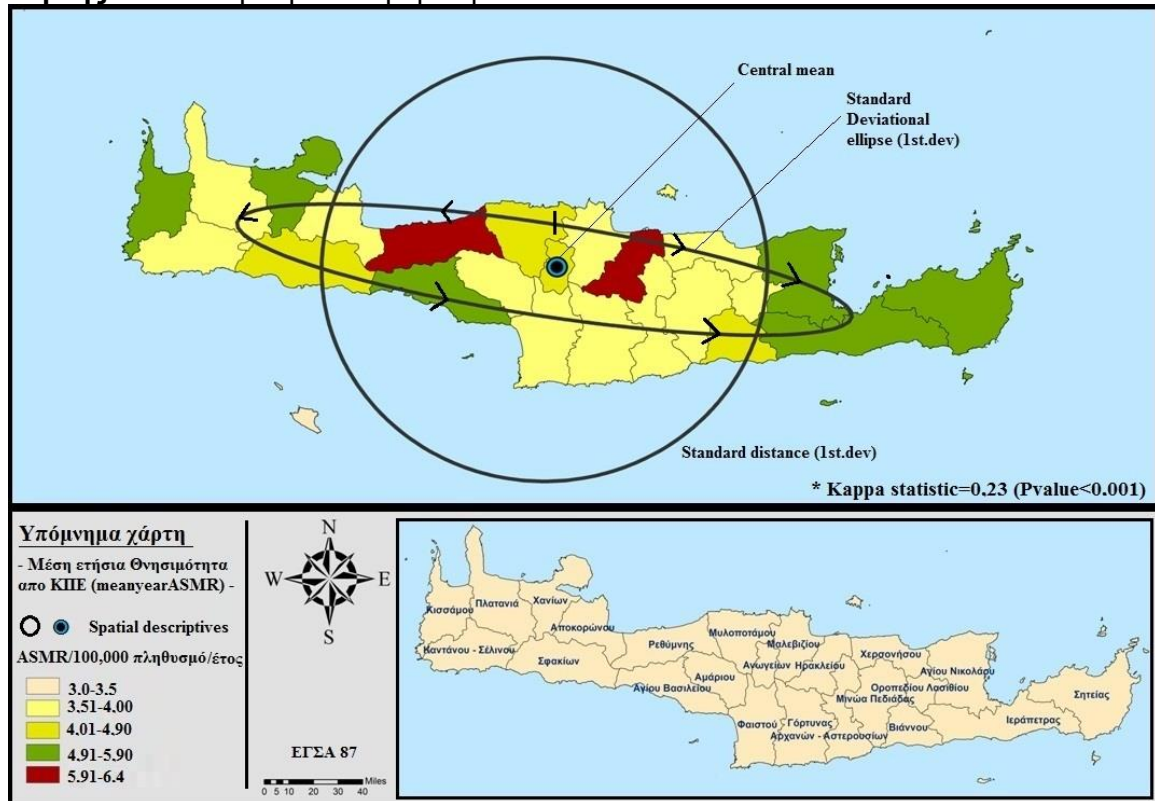 Central mean
Standard
Deviational
ellipse (1st.dev)
Standard distance (1st.dev)
* Kappa statistic=0,23 (Pvalue<0.001)
Υπόμνημα χάρτη
- Μέση ετήσια Θνησιμότητα
απο ΚΠΕ (meanyearASMR) -
Spatial descriptives
ASMR/100,000 πληθυσμό/έτος
3.0-3.5
3.51-4.00
4.01-4.90
4.91-5.90
5.91-6.4
N
W E
S
ΕΓΣΑ 87
0 5 10 20 30 40 Miles
Κισσάμου
Πλατανιά
Χανίων
Αποκορώνου
Καντάνου - Σέλινου
Σφακίων
Ρεθύμνης
Μυλοποτάμου
Μαλεβιζίου
Ανωγείων
Ηρακλείου
Χερσονήσου
Αγίου Νικολάου
Αμάριου
Αγίου Βασιλείου
Οροπεδίου Λασιθίου
Μινώα Πεδιάδας
Σητείας
Φαιστού
Γόρτυνας
Βιάννου
Ιεράπετρας
Αρχανών - Αστερουσίων